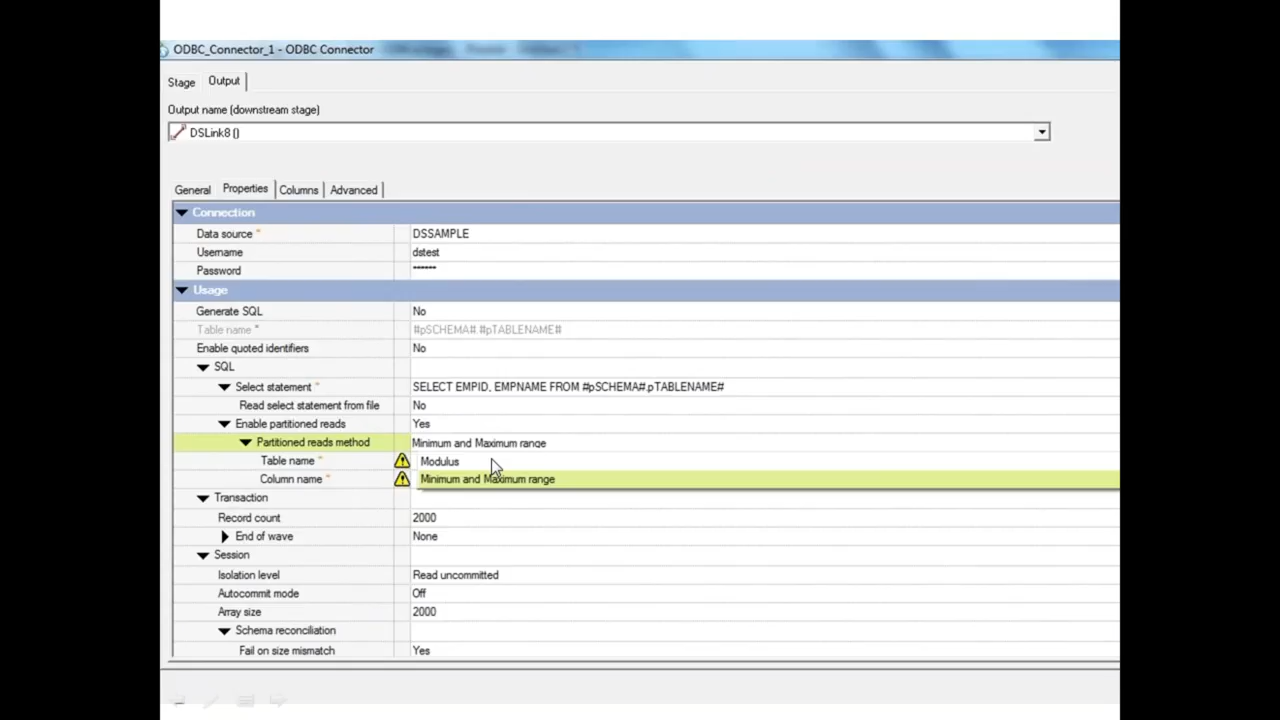 ODBC_Connector_1 - ODBC Connector
Stage Output
Output name (downstream stage)
DSLink8 ()
General Properties Columns Advanced
Connection
Data source * DSSAMPLE
Username dstest
Password ******
Usage
Generate SQL No
Table name * #pSCHEMA#.#pTABLENAME#
Enable quoted identifiers No
SQL
Select statement * SELECT EMPID, EMPNAME FROM #pSCHEMA#.pTABLENAME#
Read select statement from file No
Enable partitioned reads Yes
Partitioned reads method Minimum and Maximum range
Table name * Modulus
Column name * Minimum and Maximum range
Transaction
Record count 2000
End of wave None
Session
Isolation level Read uncommitted
Autocommit mode Off
Array size 2000
Schema reconciliation
Fail on size mismatch Yes